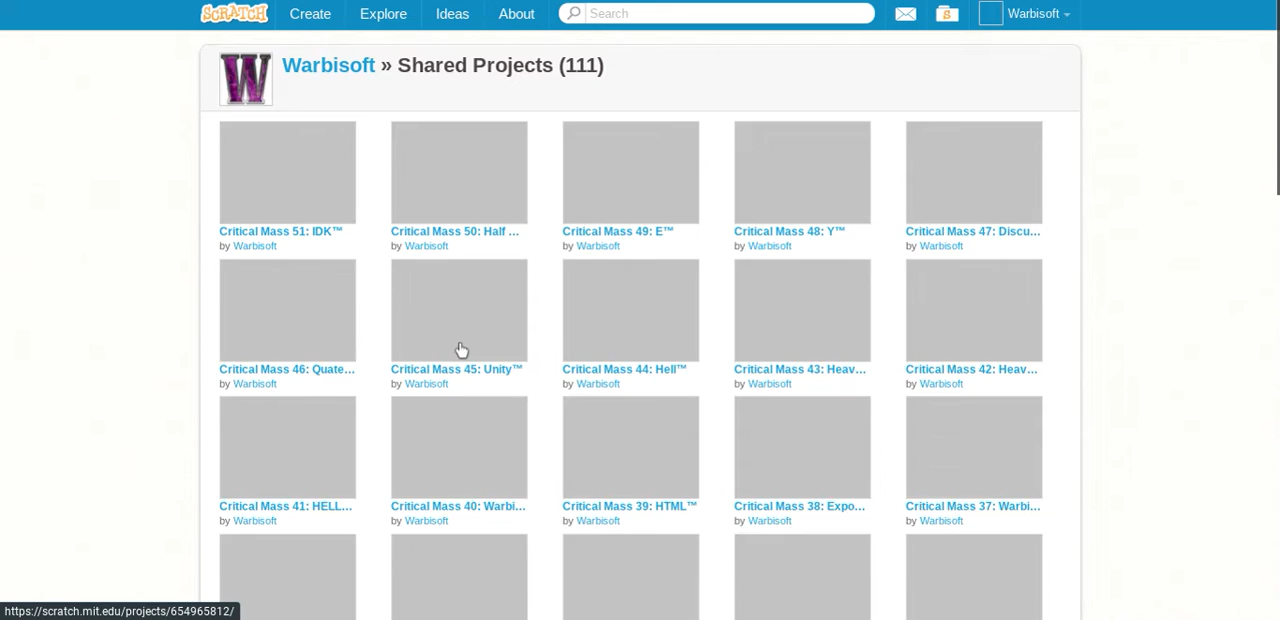 SCRATCH Create Explore Ideas About Search Warbisoft
W Warbisoft » Shared Projects (111)
Critical Mass 51: IDK™ Critical Mass 50: Half ... Critical Mass 49: E™ Critical Mass 48: Y™ Critical Mass 47: Discu...
by Warbisoft by Warbisoft by Warbisoft by Warbisoft by Warbisoft
Critical Mass 46: Quate... Critical Mass 45: Unity™ Critical Mass 44: Hell™ Critical Mass 43: Heav... Critical Mass 42: Heav...
by Warbisoft by Warbisoft by Warbisoft by Warbisoft by Warbisoft
Critical Mass 41: HELL... Critical Mass 40: Warbi... Critical Mass 39: HTML™ Critical Mass 38: Expo... Critical Mass 37: Warbi...
by Warbisoft by Warbisoft by Warbisoft by Warbisoft by Warbisoft
https://scratch.mit.edu/projects/654965812/